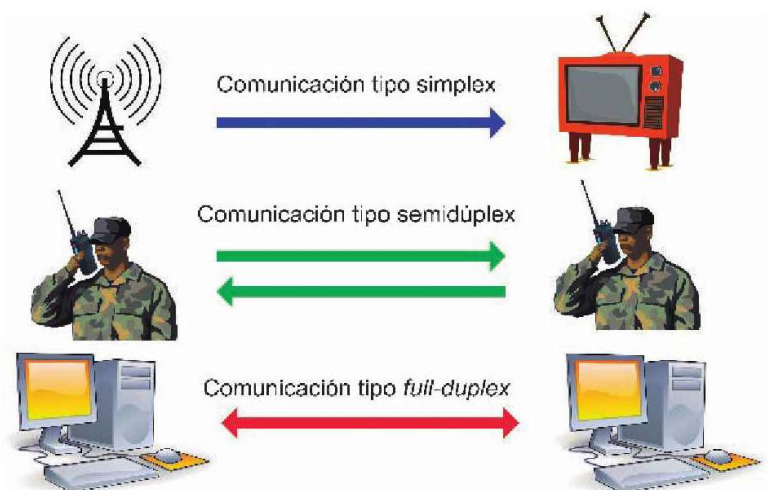 Comunicación tipo simplex
Comunicación tipo semidúplex
Comunicación tipo full-duplex